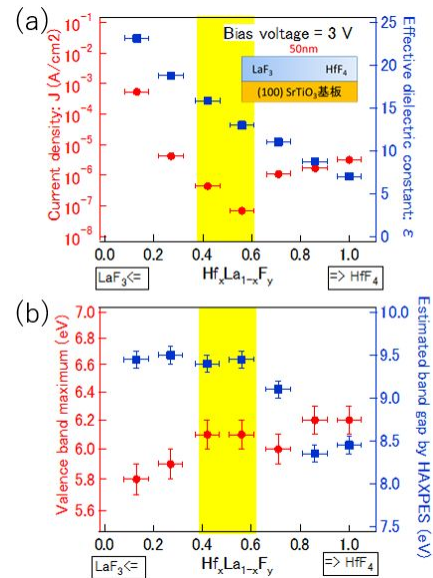 (a)
Bias voltage = 3 V
50nm
LaF3
HfF4
(100) SrTiO3基板
Current density: J (A/cm2)
10-1
10-2
10-3
10-4
10-5
10-6
10-7
10-8
Effective dielectric constant: ε
25
20
15
10
5
0
0.0 0.2 0.4 0.6 0.8 1.0
LaF3<=
HfxLa1-xFy
=> HfF4
(b)
Valence band maximum (eV)
7.0
6.8
6.6
6.4
6.2
6.0
5.8
5.6
Estimated band gap by HAXPES (eV)
10.0
9.5
9.0
8.5
8.0
7.5
0.0 0.2 0.4 0.6 0.8 1.0
LaF3<=
HfxLa1-xFy
=> HfF4